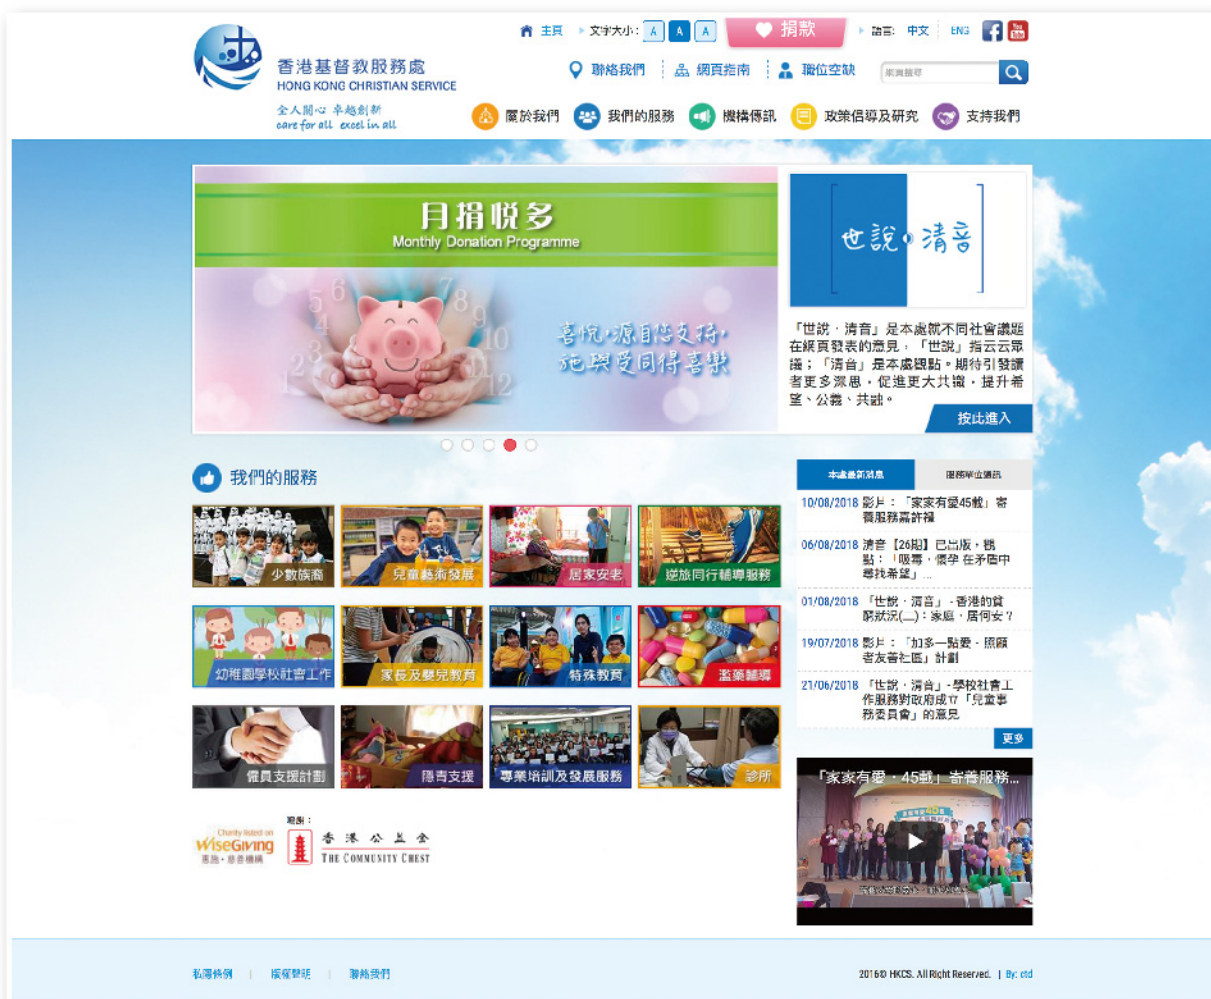 主頁
文字大小：
A
A
A
捐款
語言：
中文
ENG
You Tube
香港基督教服務處
HONG KONG CHRISTIAN SERVICE
全人關心 卓越創新
care for all excel in all
聯絡我們
網頁指南
職位空缺
網頁搜尋
關於我們
我們的服務
機構傳訊
政策倡導及研究
支持我們
月捐悅多
Monthly Donation Programme
喜悅，源自您支持，
施與受同得喜樂
世說·清音
「世說．清音」是本處就不同社會議題
在網頁發表的意見，「世說」指云云眾
議；「清音」是本處觀點。期待引發讀
者更多深思，促進更大共識，提升希
望、公義、共融。
按此進入
我們的服務
少數族裔
兒童藝術發展
居家安老
逆旅同行輔導服務
幼稚園學校社會工作
家長及嬰兒教育
特殊教育
濫藥輔導
僱員支援計劃
隱青支援
專業培訓及發展服務
診所
本處最新消息
服務單位通訊
10/08/2018 影片：「家家有愛45載」寄
養服務嘉許禮
06/08/2018 清音【26期】已出版，觀
點：「吸毒．懷孕 在矛盾中
尋找希望」...
01/08/2018 「世說．清音」- 香港的貧
窮狀況(二)：家庭．居何安？
19/07/2018 影片：「加多一點愛 - 照顧
者友善社區」計劃
21/06/2018 「世說．清音」- 學校社會工
作服務對政府成立「兒童事
務委員會」的意見
更多
「家家有愛．45載」寄養服務...
Charity listed on
WiseGiving
惠施·慈善機構
鳴謝：
香港公益金
THE COMMUNITY CHEST
私隱條例
版權聲明
聯絡我們
2016© HKCS. All Right Reserved. | By: ctd